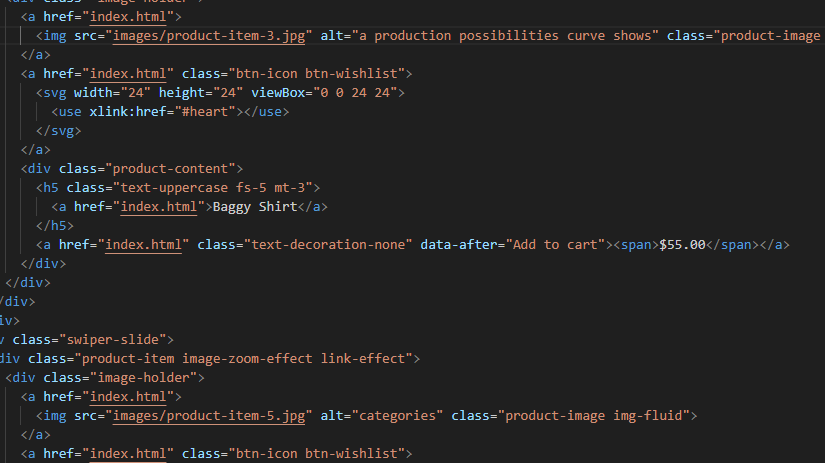 <div class="image-holder">
<a href="index.html">
<img src="images/product-item-3.jpg" alt="a production possibilities curve shows" class="product-image
</a>
<a href="index.html" class="btn-icon btn-wishlist">
<svg width="24" height="24" viewBox="0 0 24 24">
<use xlink:href="#heart"></use>
</svg>
</a>
<div class="product-content">
<h5 class="text-uppercase fs-5 mt-3">
<a href="index.html">Baggy Shirt</a>
</h5>
<a href="index.html" class="text-decoration-none" data-after="Add to cart"><span>$55.00</span></a>
</div>
</div>
/div>
iv>
v class="swiper-slide">
div class="product-item image-zoom-effect link-effect">
<div class="image-holder">
<a href="index.html">
<img src="images/product-item-5.jpg" alt="categories" class="product-image img-fluid">
</a>
<a href="index.html" class="btn-icon btn-wishlist">